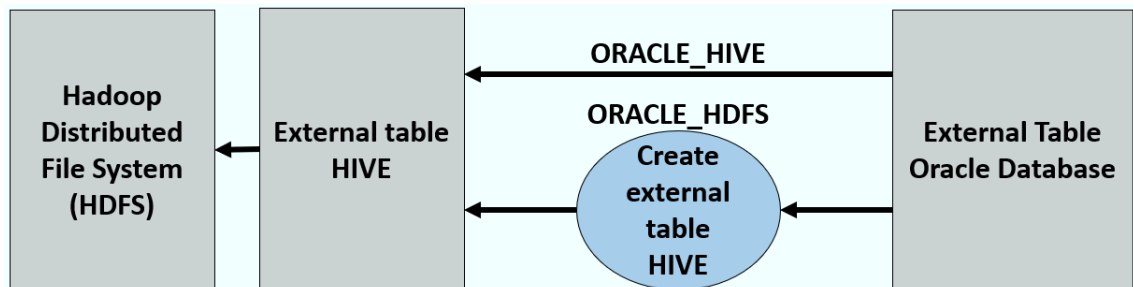 Hadoop
Distributed
File System
(HDFS)
External table
HIVE
ORACLE_HIVE
ORACLE_HDFS
Create
external
table
HIVE
External Table
Oracle Database